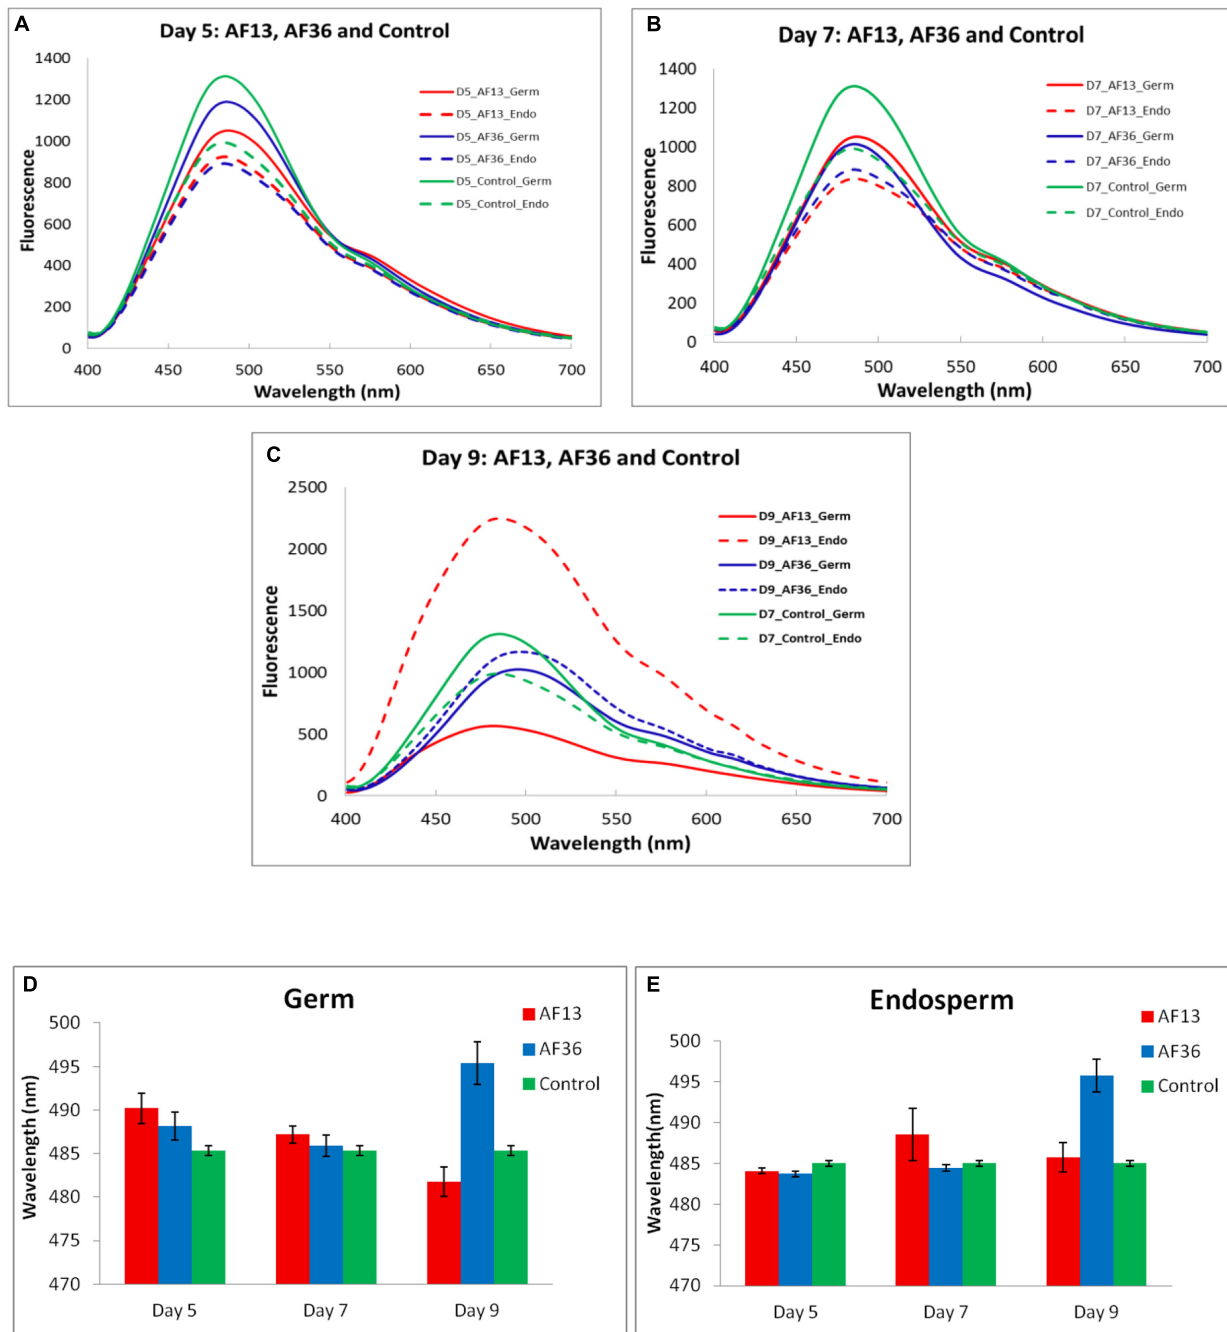 A
Day 5: AF13, AF36 and Control
1400
1200
1000
800
600
400
200
0
Fluorescence
400 450 500 550 600 650 700
Wavelength (nm)
D5_AF13_Germ
D5_AF13_Endo
D5_AF36_Germ
D5_AF36_Endo
D5_Control_Germ
D5_Control_Endo
B
Day 7: AF13, AF36 and Control
1400
1200
1000
800
600
400
200
0
Fluorescence
400 450 500 550 600 650 700
Wavelength (nm)
D7_AF13_Germ
D7_AF13_Endo
D7_AF36_Germ
D7_AF36_Endo
D7_Control_Germ
D7_Control_Endo
C
Day 9: AF13, AF36 and Control
2500
2000
1500
1000
500
0
Fluorescence
400 450 500 550 600 650 700
Wavelength (nm)
D9_AF13_Germ
D9_AF13_Endo
D9_AF36_Germ
D9_AF36_Endo
D7_Control_Germ
D7_Control_Endo
D
Germ
500
495
490
485
480
475
470
Wavelength (nm)
Day 5 Day 7 Day 9
AF13
AF36
Control
E
Endosperm
500
495
490
485
480
475
470
Wavelength(nm)
Day 5 Day 7 Day 9
AF13
AF36
Control